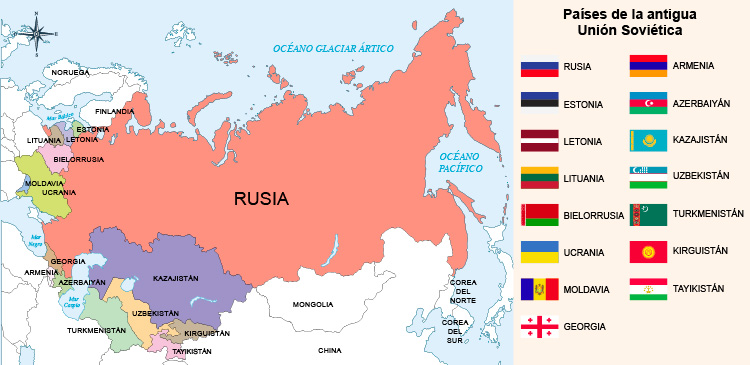 OCÉANO GLACIAR ÁRTICO
NORUEGA
FINLANDIA
Mar Báltico
ESTONIA
LITUANIA
LETONIA
BIELORRUSIA
MOLDAVIA
UCRANIA
OCÉANO
PACÍFICO
RUSIA
Mar
Negro
GEORGIA
ARMENIA
AZERBAIYÁN
KAZAJISTÁN
Mar
Caspio
UZBEKISTÁN
TURKMENISTÁN
KIRGUISTÁN
TAYIKISTÁN
MONGOLIA
CHINA
COREA
DEL
NORTE
COREA
DEL
SUR
Países de la antigua
Unión Soviética
RUSIA
ESTONIA
LETONIA
LITUANIA
BIELORRUSIA
UCRANIA
MOLDAVIA
GEORGIA
ARMENIA
AZERBAIYÁN
KAZAJISTÁN
UZBEKISTÁN
TURKMENISTÁN
KIRGUISTÁN
TAYIKISTÁN